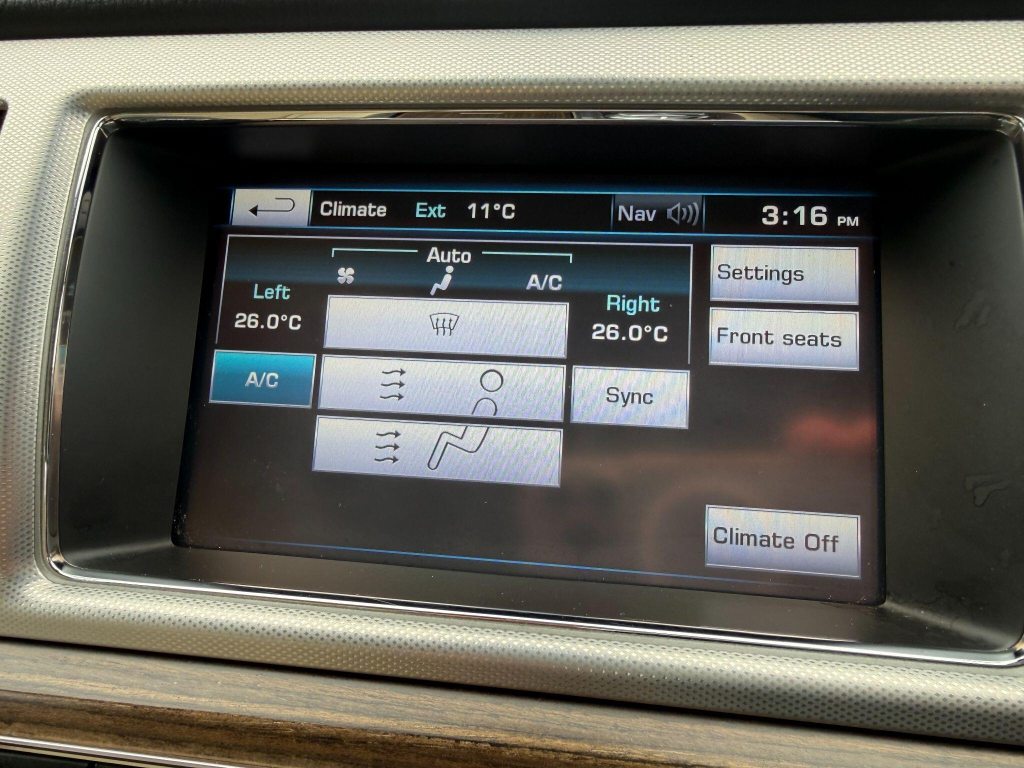 Climate Ext 11°C Nav 3:16 PM
Auto
A/C
Left
26.0°C
Right
26.0°C
Settings
Front seats
A/C
Sync
Climate Off